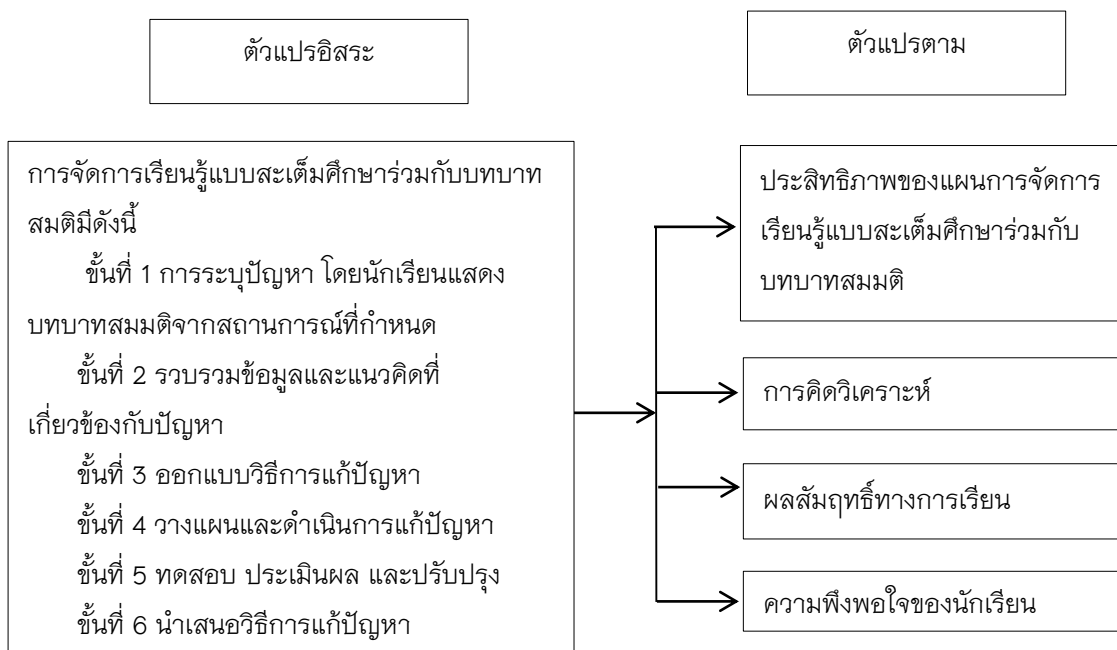 ตัวแปรอิสระ
ตัวแปรตาม
การจัดการเรียนรู้แบบสะเต็มศึกษาร่วมกับบทบาท
สมติมีดังนี้
ขั้นที่ 1 การระบุปัญหา โดยนักเรียนแสดง
บทบาทสมมติจากสถานการณ์ที่กำหนด
ขั้นที่ 2 รวบรวมข้อมูลและแนวคิดที่
เกี่ยวข้องกับปัญหา
ขั้นที่ 3 ออกแบบวิธีการแก้ปัญหา
ขั้นที่ 4 วางแผนและดำเนินการแก้ปัญหา
ขั้นที่ 5 ทดสอบ ประเมินผล และปรับปรุง
ขั้นที่ 6 นำเสนอวิธีการแก้ปัญหา
ประสิทธิภาพของแผนการจัดการ
เรียนรู้แบบสะเต็มศึกษาร่วมกับ
บทบาทสมมติ
การคิดวิเคราะห์
ผลสัมฤทธิ์ทางการเรียน
ความพึงพอใจของนักเรียน